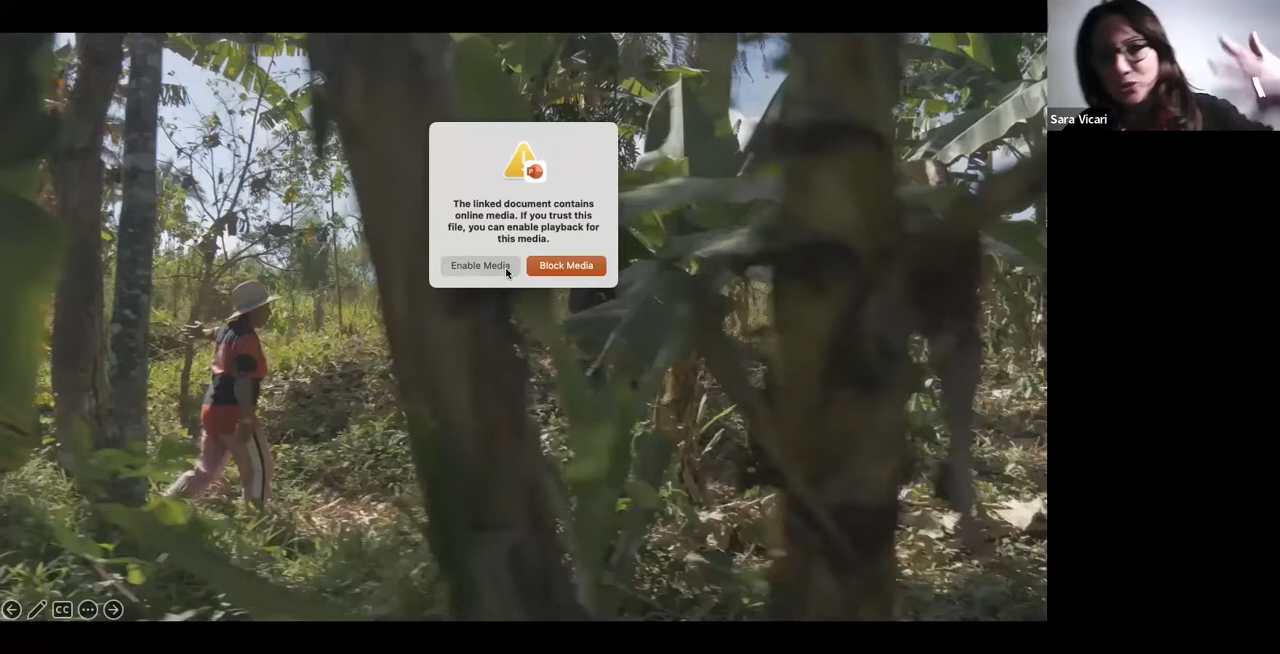 Sara Vicari
The linked document contains
online media. If you trust this
file, you can enable playback for
this media.
Enable Media
Block Media
CC